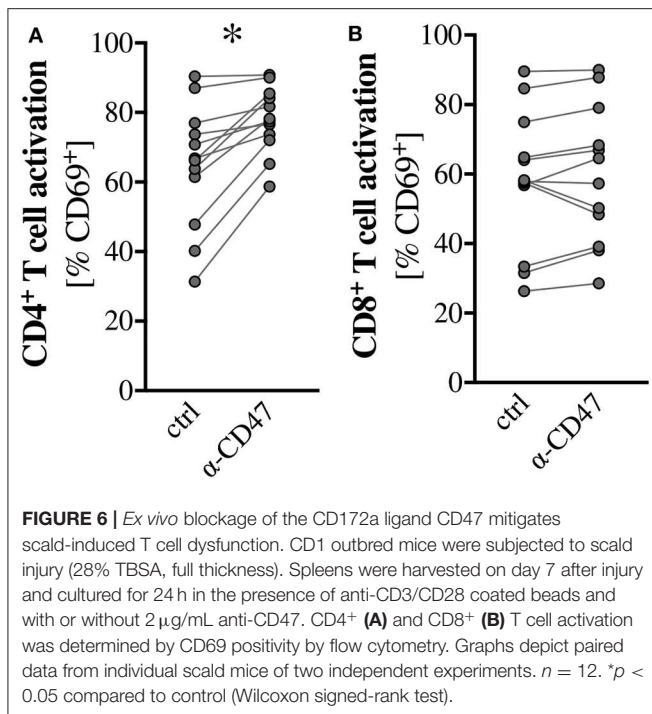 A
*
CD4+ T cell activation
[% CD69+]
100
80
60
40
20
0
ctrl
α-CD47
B
CD8+ T cell activation
[% CD69+]
100
80
60
40
20
0
ctrl
α-CD47
FIGURE 6 | Ex vivo blockage of the CD172a ligand CD47 mitigates
scald-induced T cell dysfunction. CD1 outbred mice were subjected to scald
injury (28% TBSA, full thickness). Spleens were harvested on day 7 after injury
and cultured for 24 h in the presence of anti-CD3/CD28 coated beads and
with or without 2 μg/mL anti-CD47. CD4+ (A) and CD8+ (B) T cell activation
was determined by CD69 positivity by flow cytometry. Graphs depict paired
data from individual scald mice of two independent experiments. n = 12. *p <
0.05 compared to control (Wilcoxon signed-rank test).